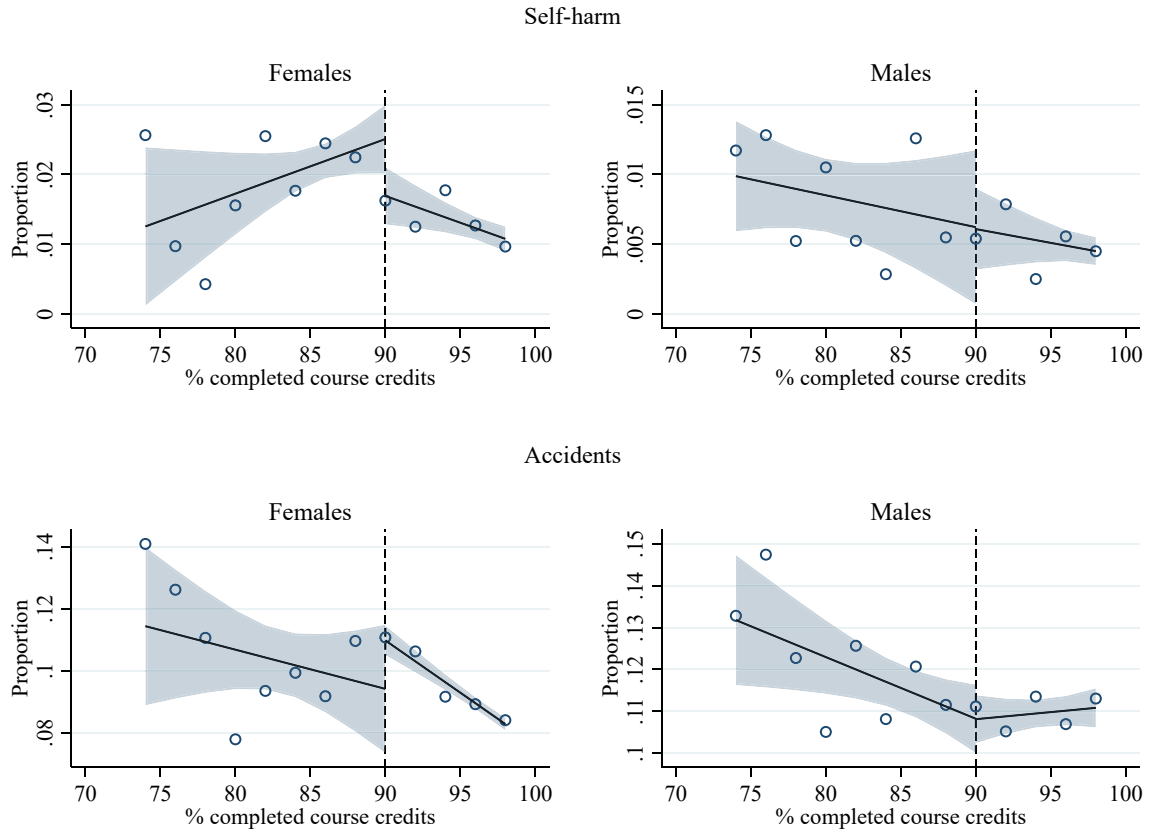 Self-harm
Females
Proportion
.03
.02
.01
0
70 75 80 85 90 95 100
% completed course credits
Males
Proportion
.015
.01
.005
0
70 75 80 85 90 95 100
% completed course credits
Accidents
Females
Proportion
.14
.12
.1
.08
70 75 80 85 90 95 100
% completed course credits
Males
Proportion
.15
.14
.13
.12
.11
.1
70 75 80 85 90 95 100
% completed course credits